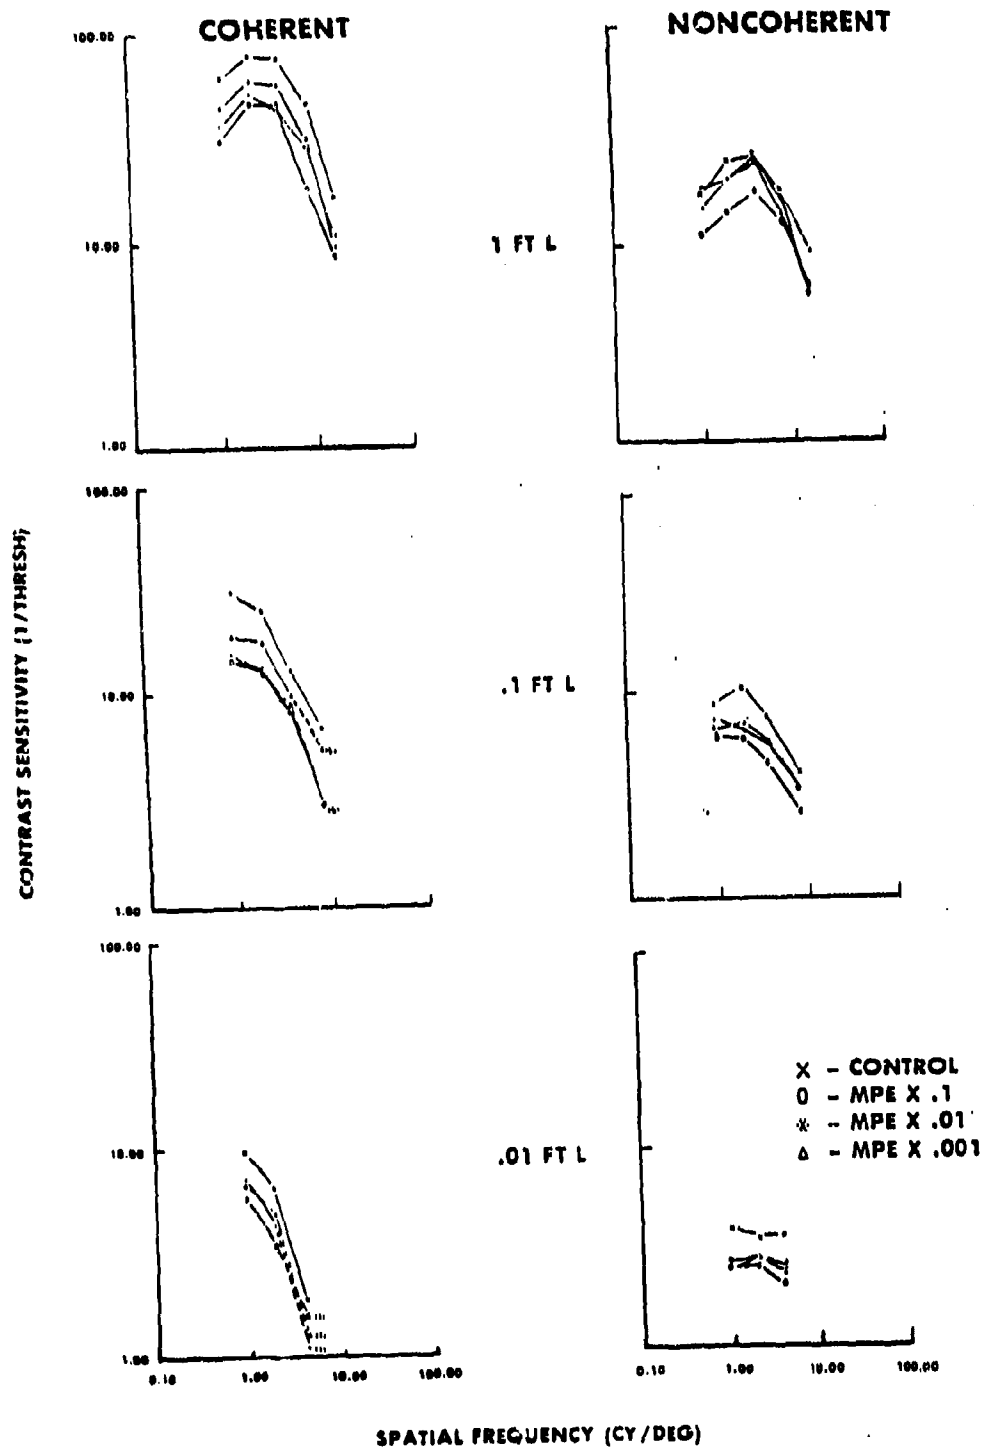 COHERENT
NONCOHERENT
100.00
10.00
1.00
1 FT L
100.00
10.00
1.00
.1 FT L
CONTRAST SENSITIVITY (1/THRESH)
100.00
10.00
1.00
.01 FT L
X - CONTROL
O - MPE X .1
※ - MPE X .01
Δ - MPE X .001
0.10 1.00 10.00 100.00
0.10 1.00 10.00 100.00
SPATIAL FREQUENCY (CY/DEG)